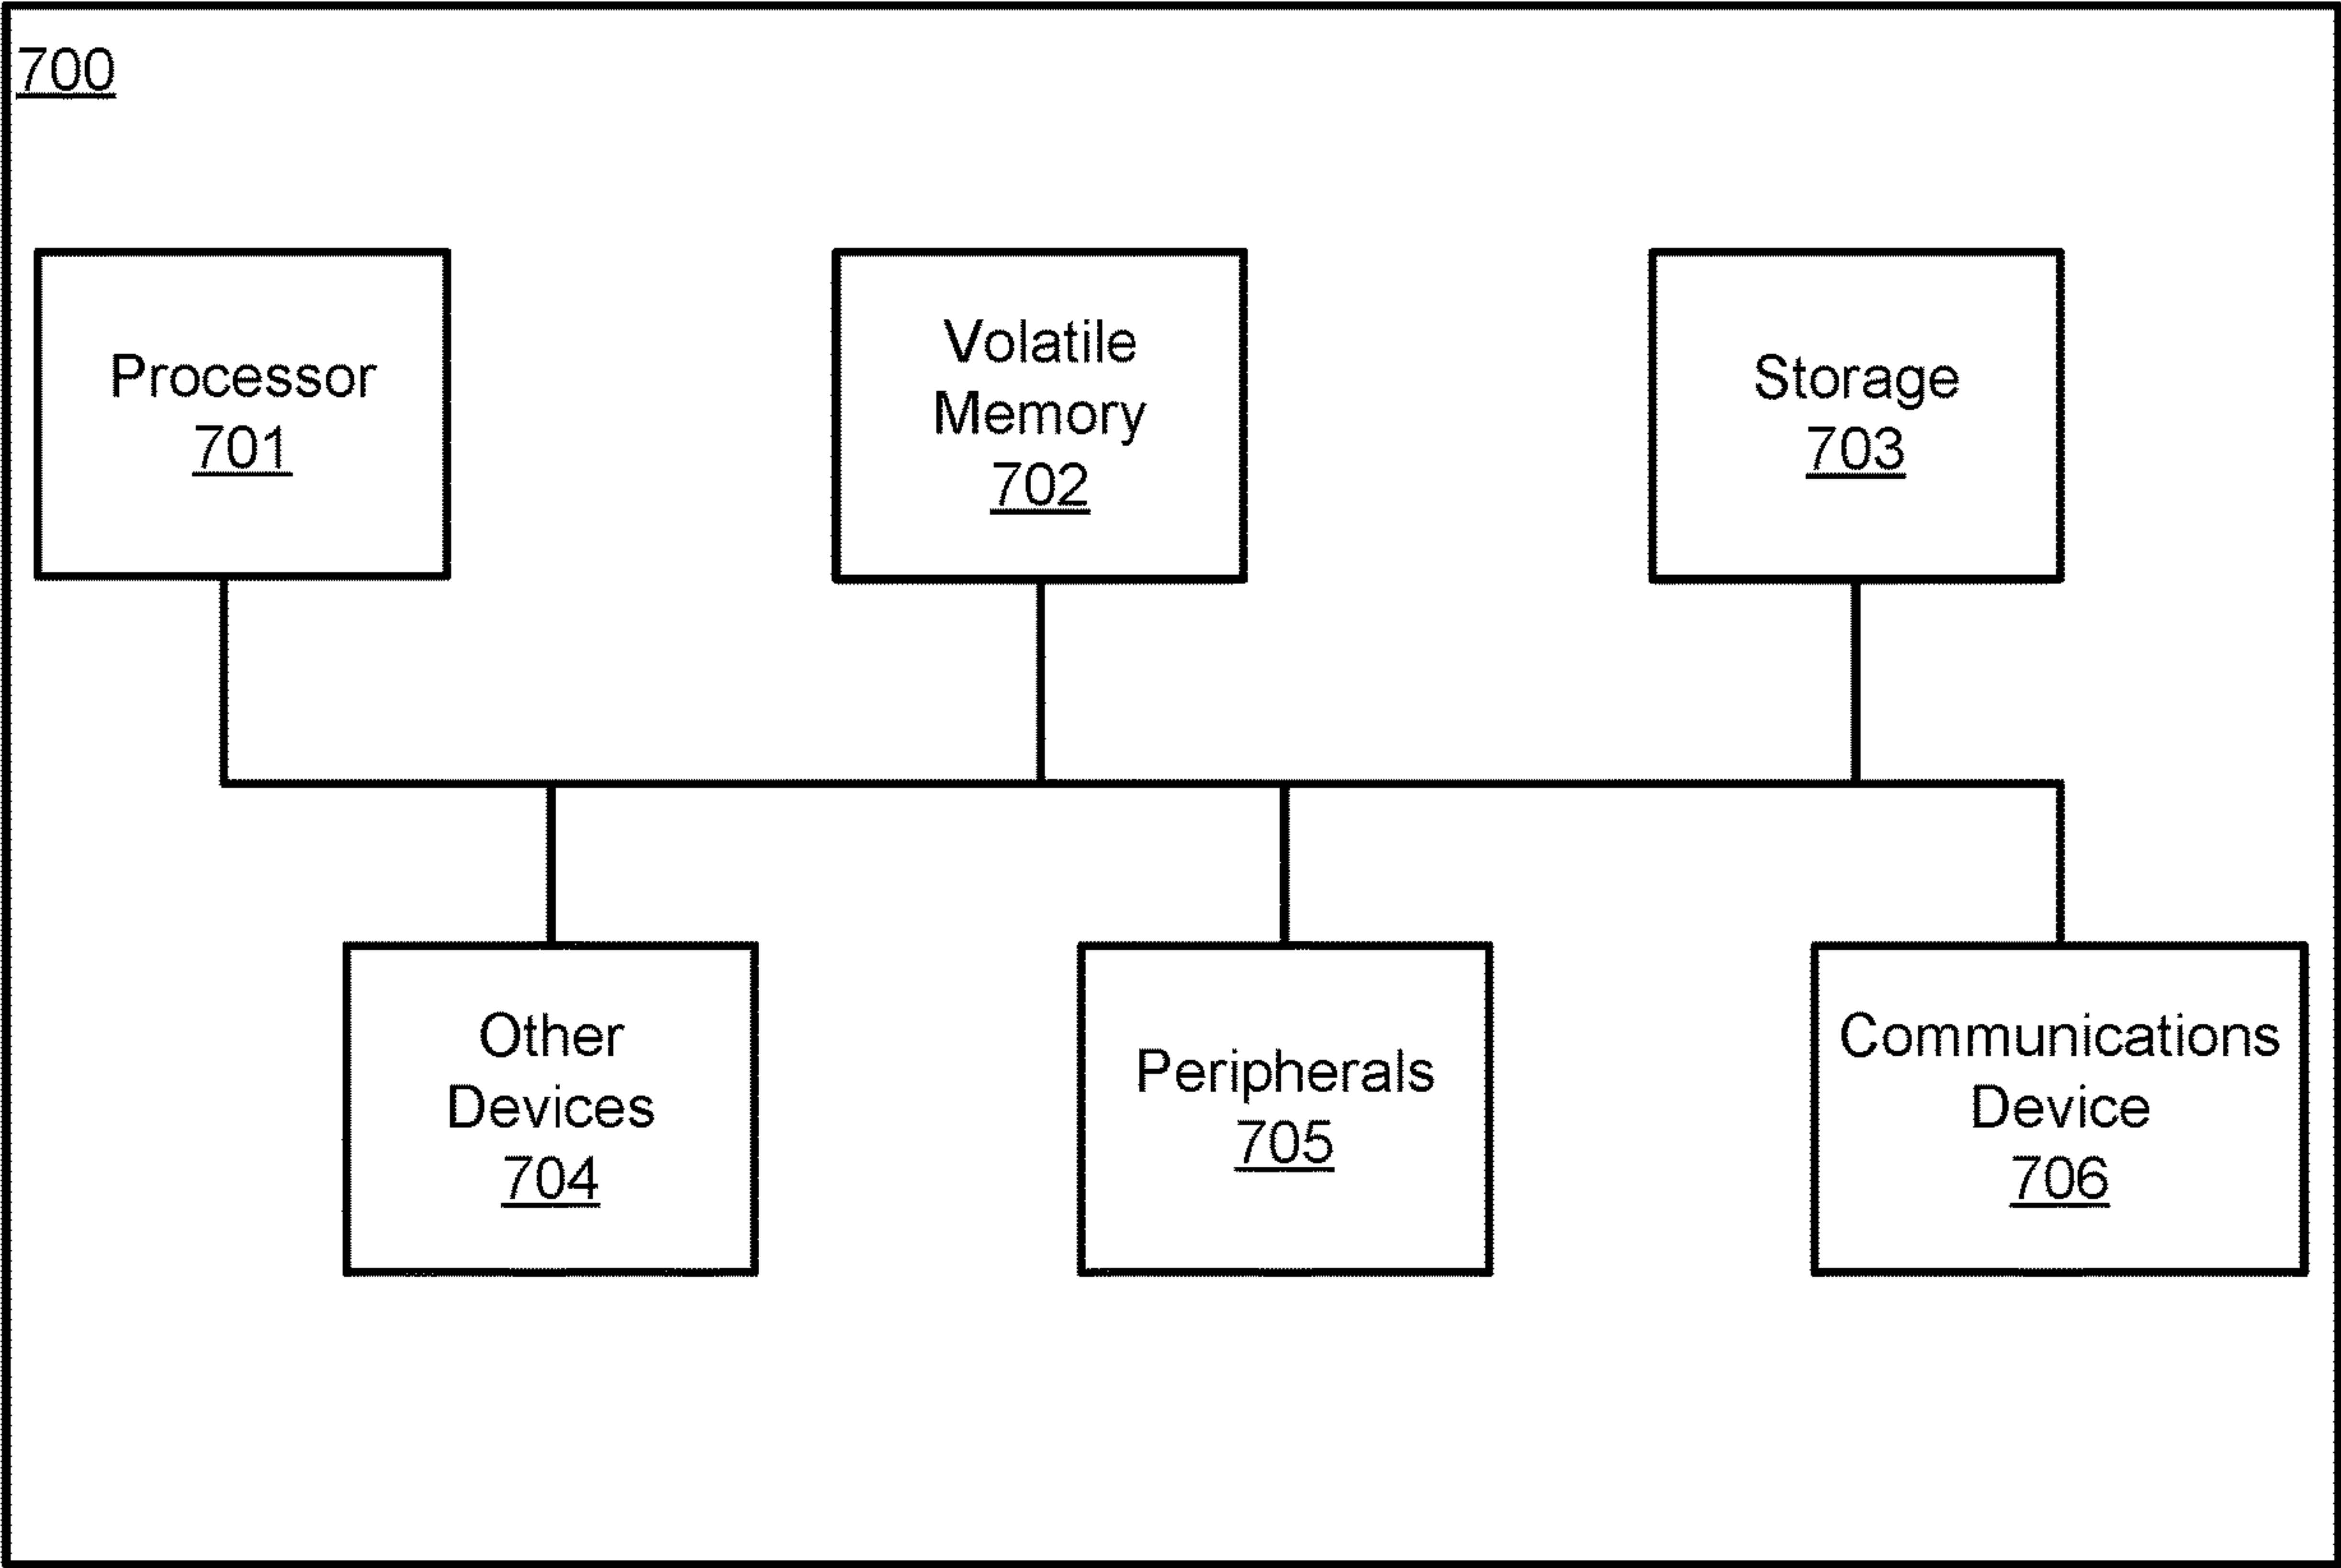 700
Processor
701
Volatile
Memory
702
Storage
703
Other
Devices
704
Peripherals
705
Communications
Device
706